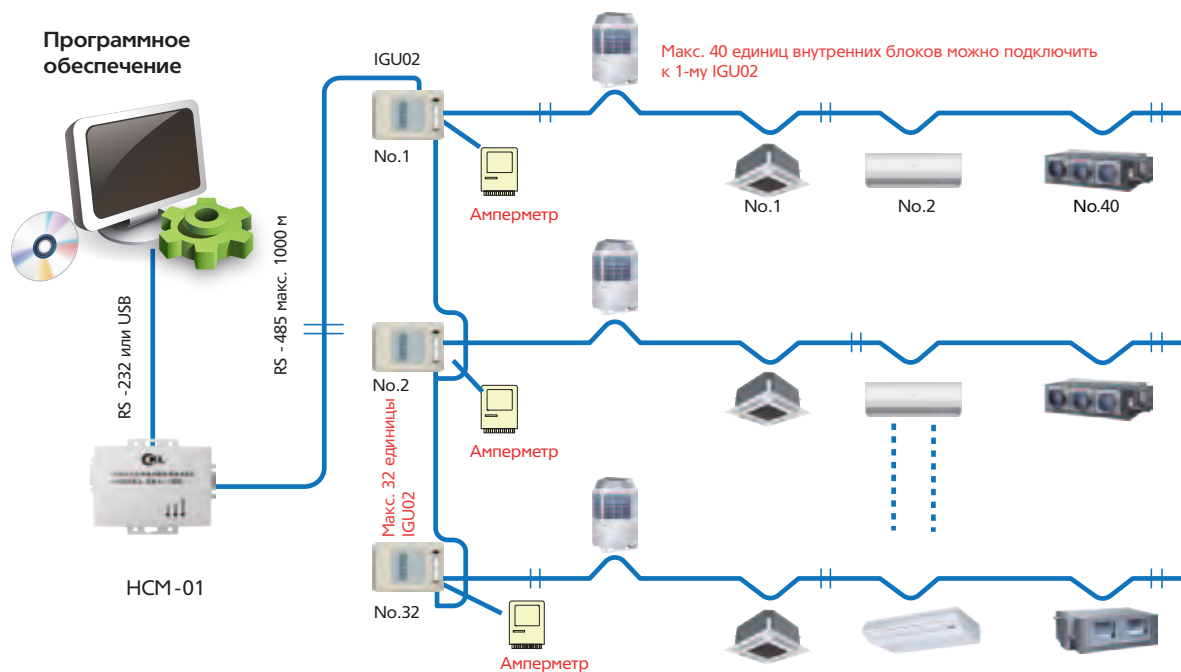 Программное
обеспечение
IGU02
Макс. 40 единиц внутренних блоков можно подключить
к 1-му IGU02
No.1
Амперметр
No.1
No.2
No.40
RS -232 или USB
RS - 485 макс. 1000 м
No.2
Амперметр
Макс. 32 единицы
IGU02
HCM-01
No.32
Амперметр